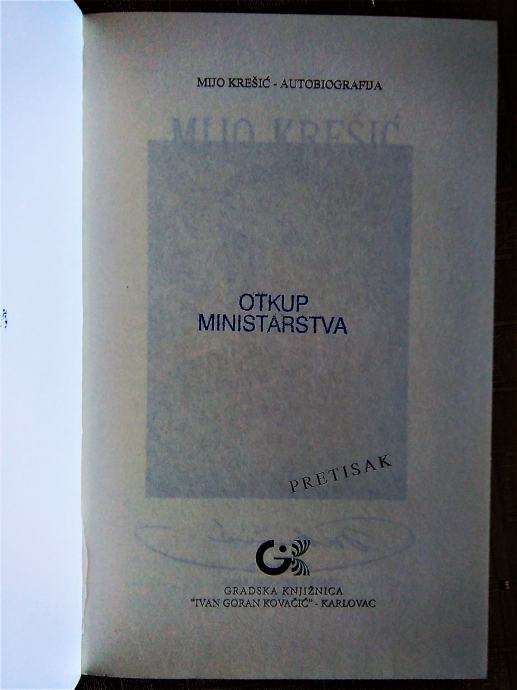 MIJO KREŠIĆ - AUTOBIOGRAFIJA
MIJO KREŠIĆ
OTKUP
MINISTARSTVA
PRETISAK
GRADSKA KNJIŽNICA
"IVAN GORAN KOVAČIĆ" - KARLOVAC